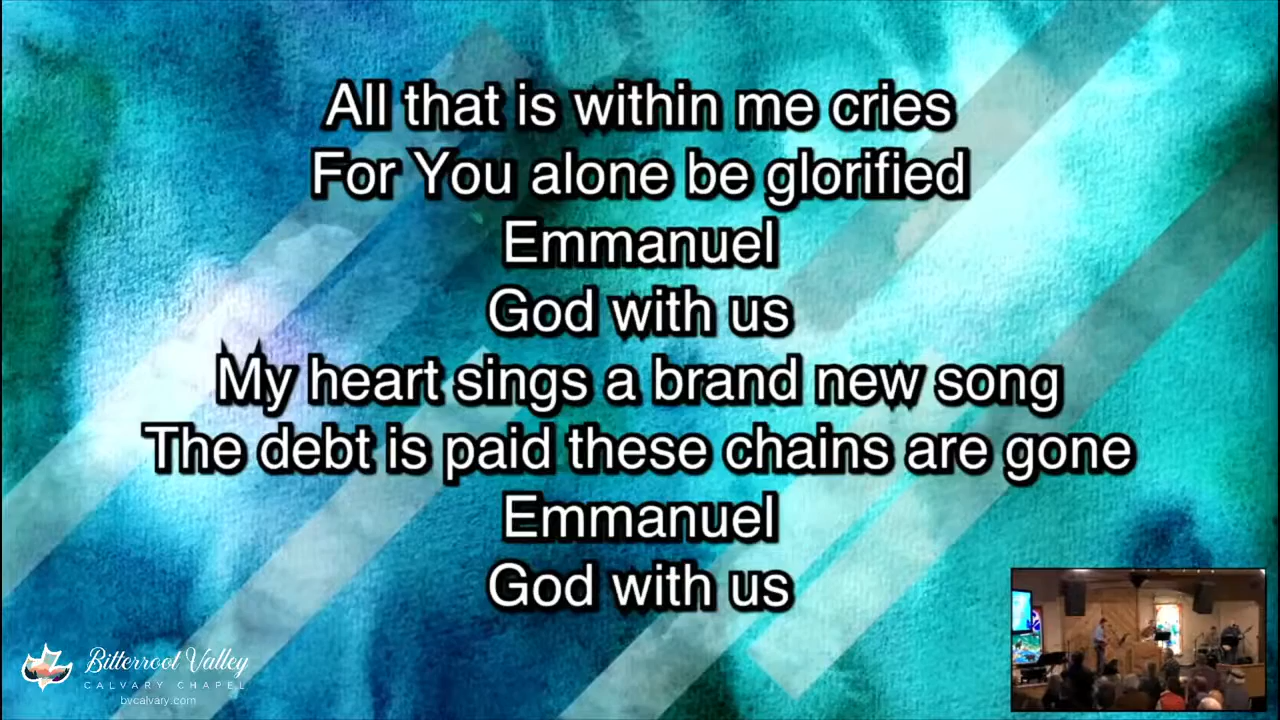 All that is within me cries
For You alone be glorified
Emmanuel
God with us
My heart sings a brand new song
The debt is paid these chains are gone
Emmanuel
God with us
Bitterroot Valley
CALVARY CHAPEL
bvcalvary.com